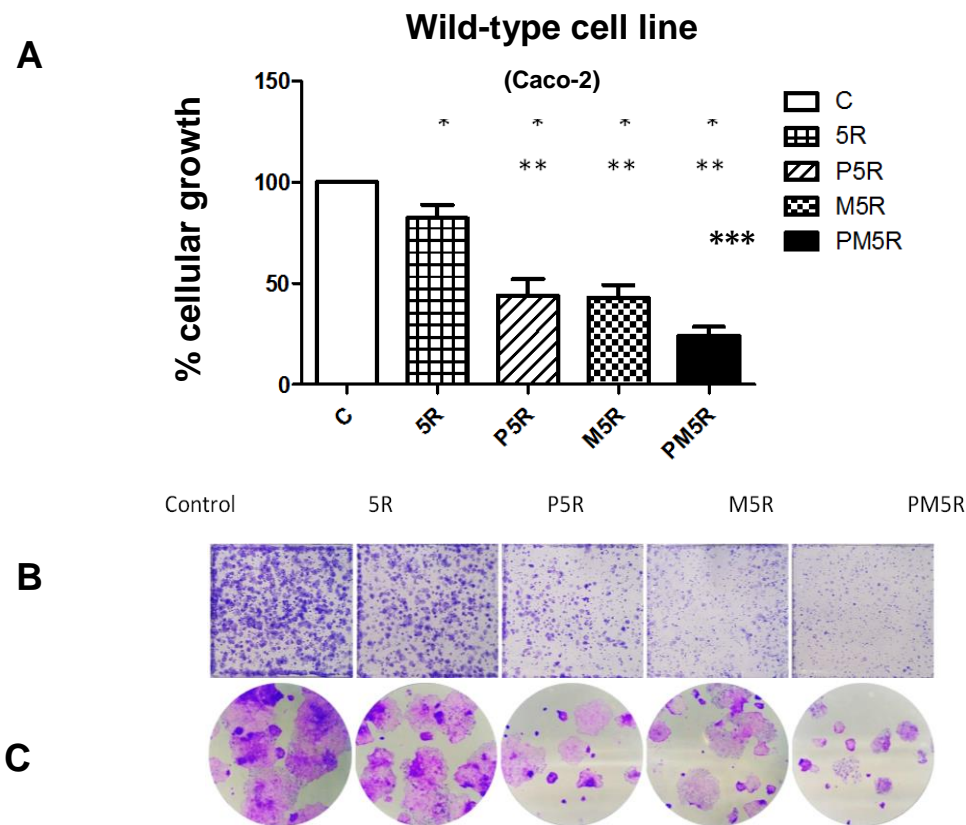 A
Wild-type cell line
(Caco-2)
% cellular growth
150
100
50
0
* * * *
** ** **
***
C
5R
P5R
M5R
PM5R
C
5R
P5R
M5R
PM5R
Control 5R P5R M5R PM5R
B
C